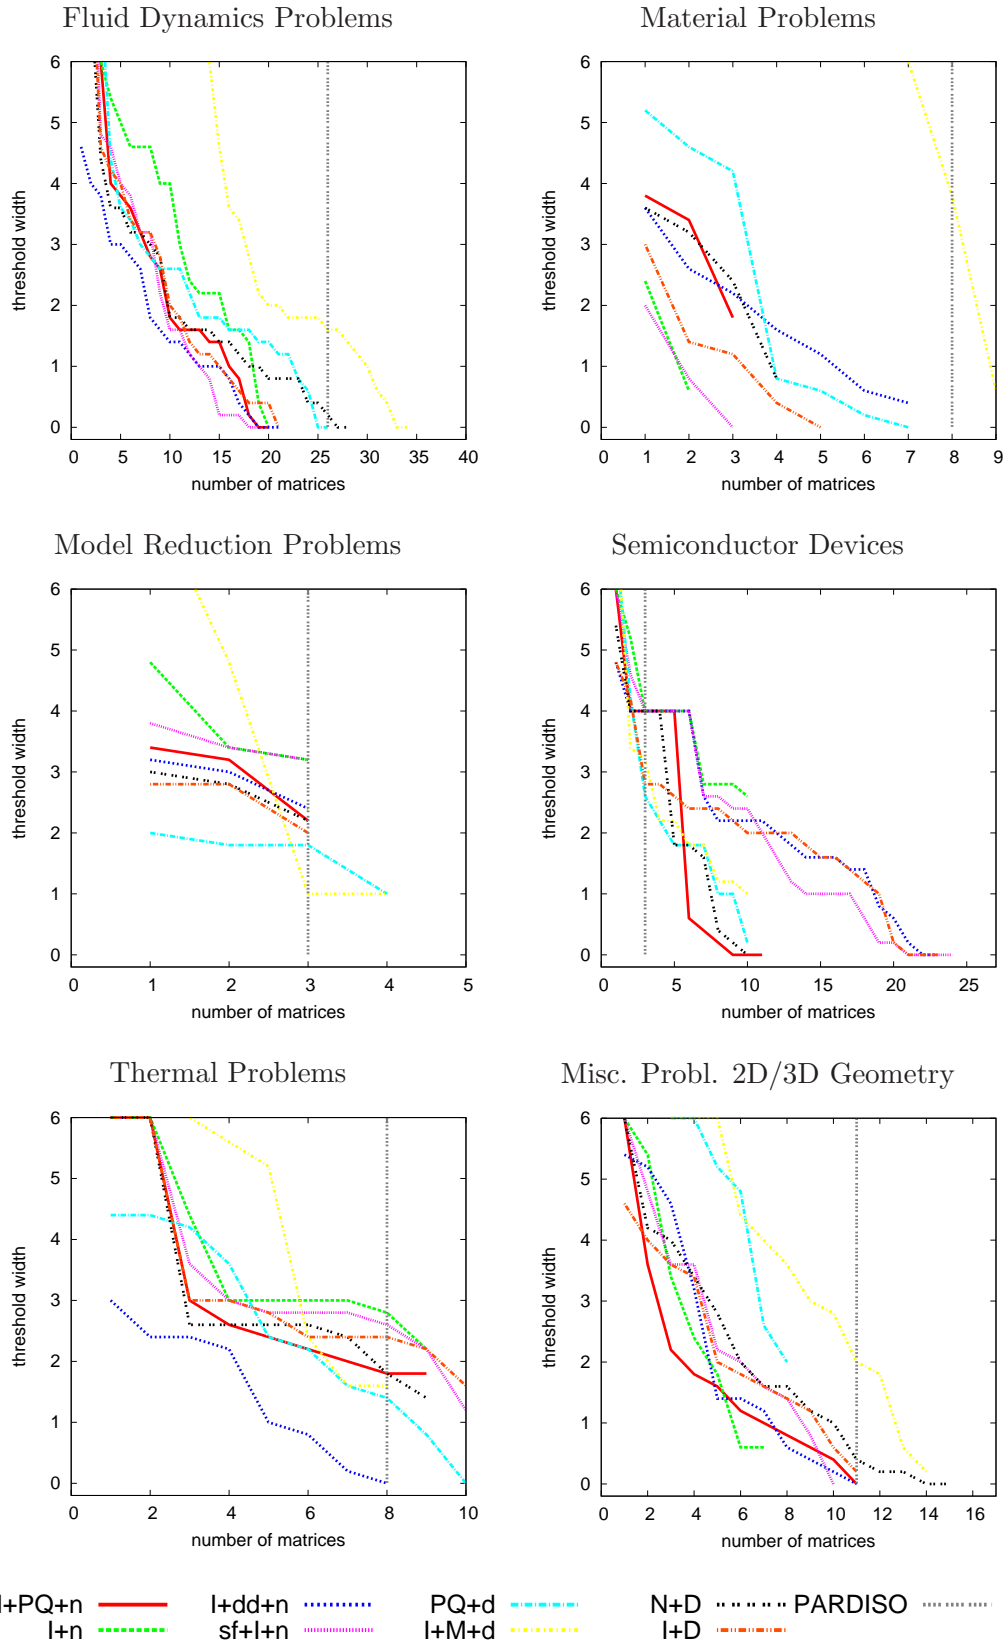 Fluid Dynamics Problems
Material Problems
threshold width
6
5
4
3
2
1
0
0 5 10 15 20 25 30 35 40
number of matrices
threshold width
6
5
4
3
2
1
0
0 1 2 3 4 5 6 7 8 9
number of matrices
Model Reduction Problems
Semiconductor Devices
threshold width
6
5
4
3
2
1
0
0 1 2 3 4 5
number of matrices
threshold width
6
5
4
3
2
1
0
0 5 10 15 20 25
number of matrices
Thermal Problems
Misc. Probl. 2D/3D Geometry
threshold width
6
5
4
3
2
1
0
0 2 4 6 8 10
number of matrices
threshold width
6
5
4
3
2
1
0
0 2 4 6 8 10 12 14 16
number of matrices
I+PQ+n I+dd+n PQ+d N+D PARDISO
I+n sf+I+n I+M+d I+D